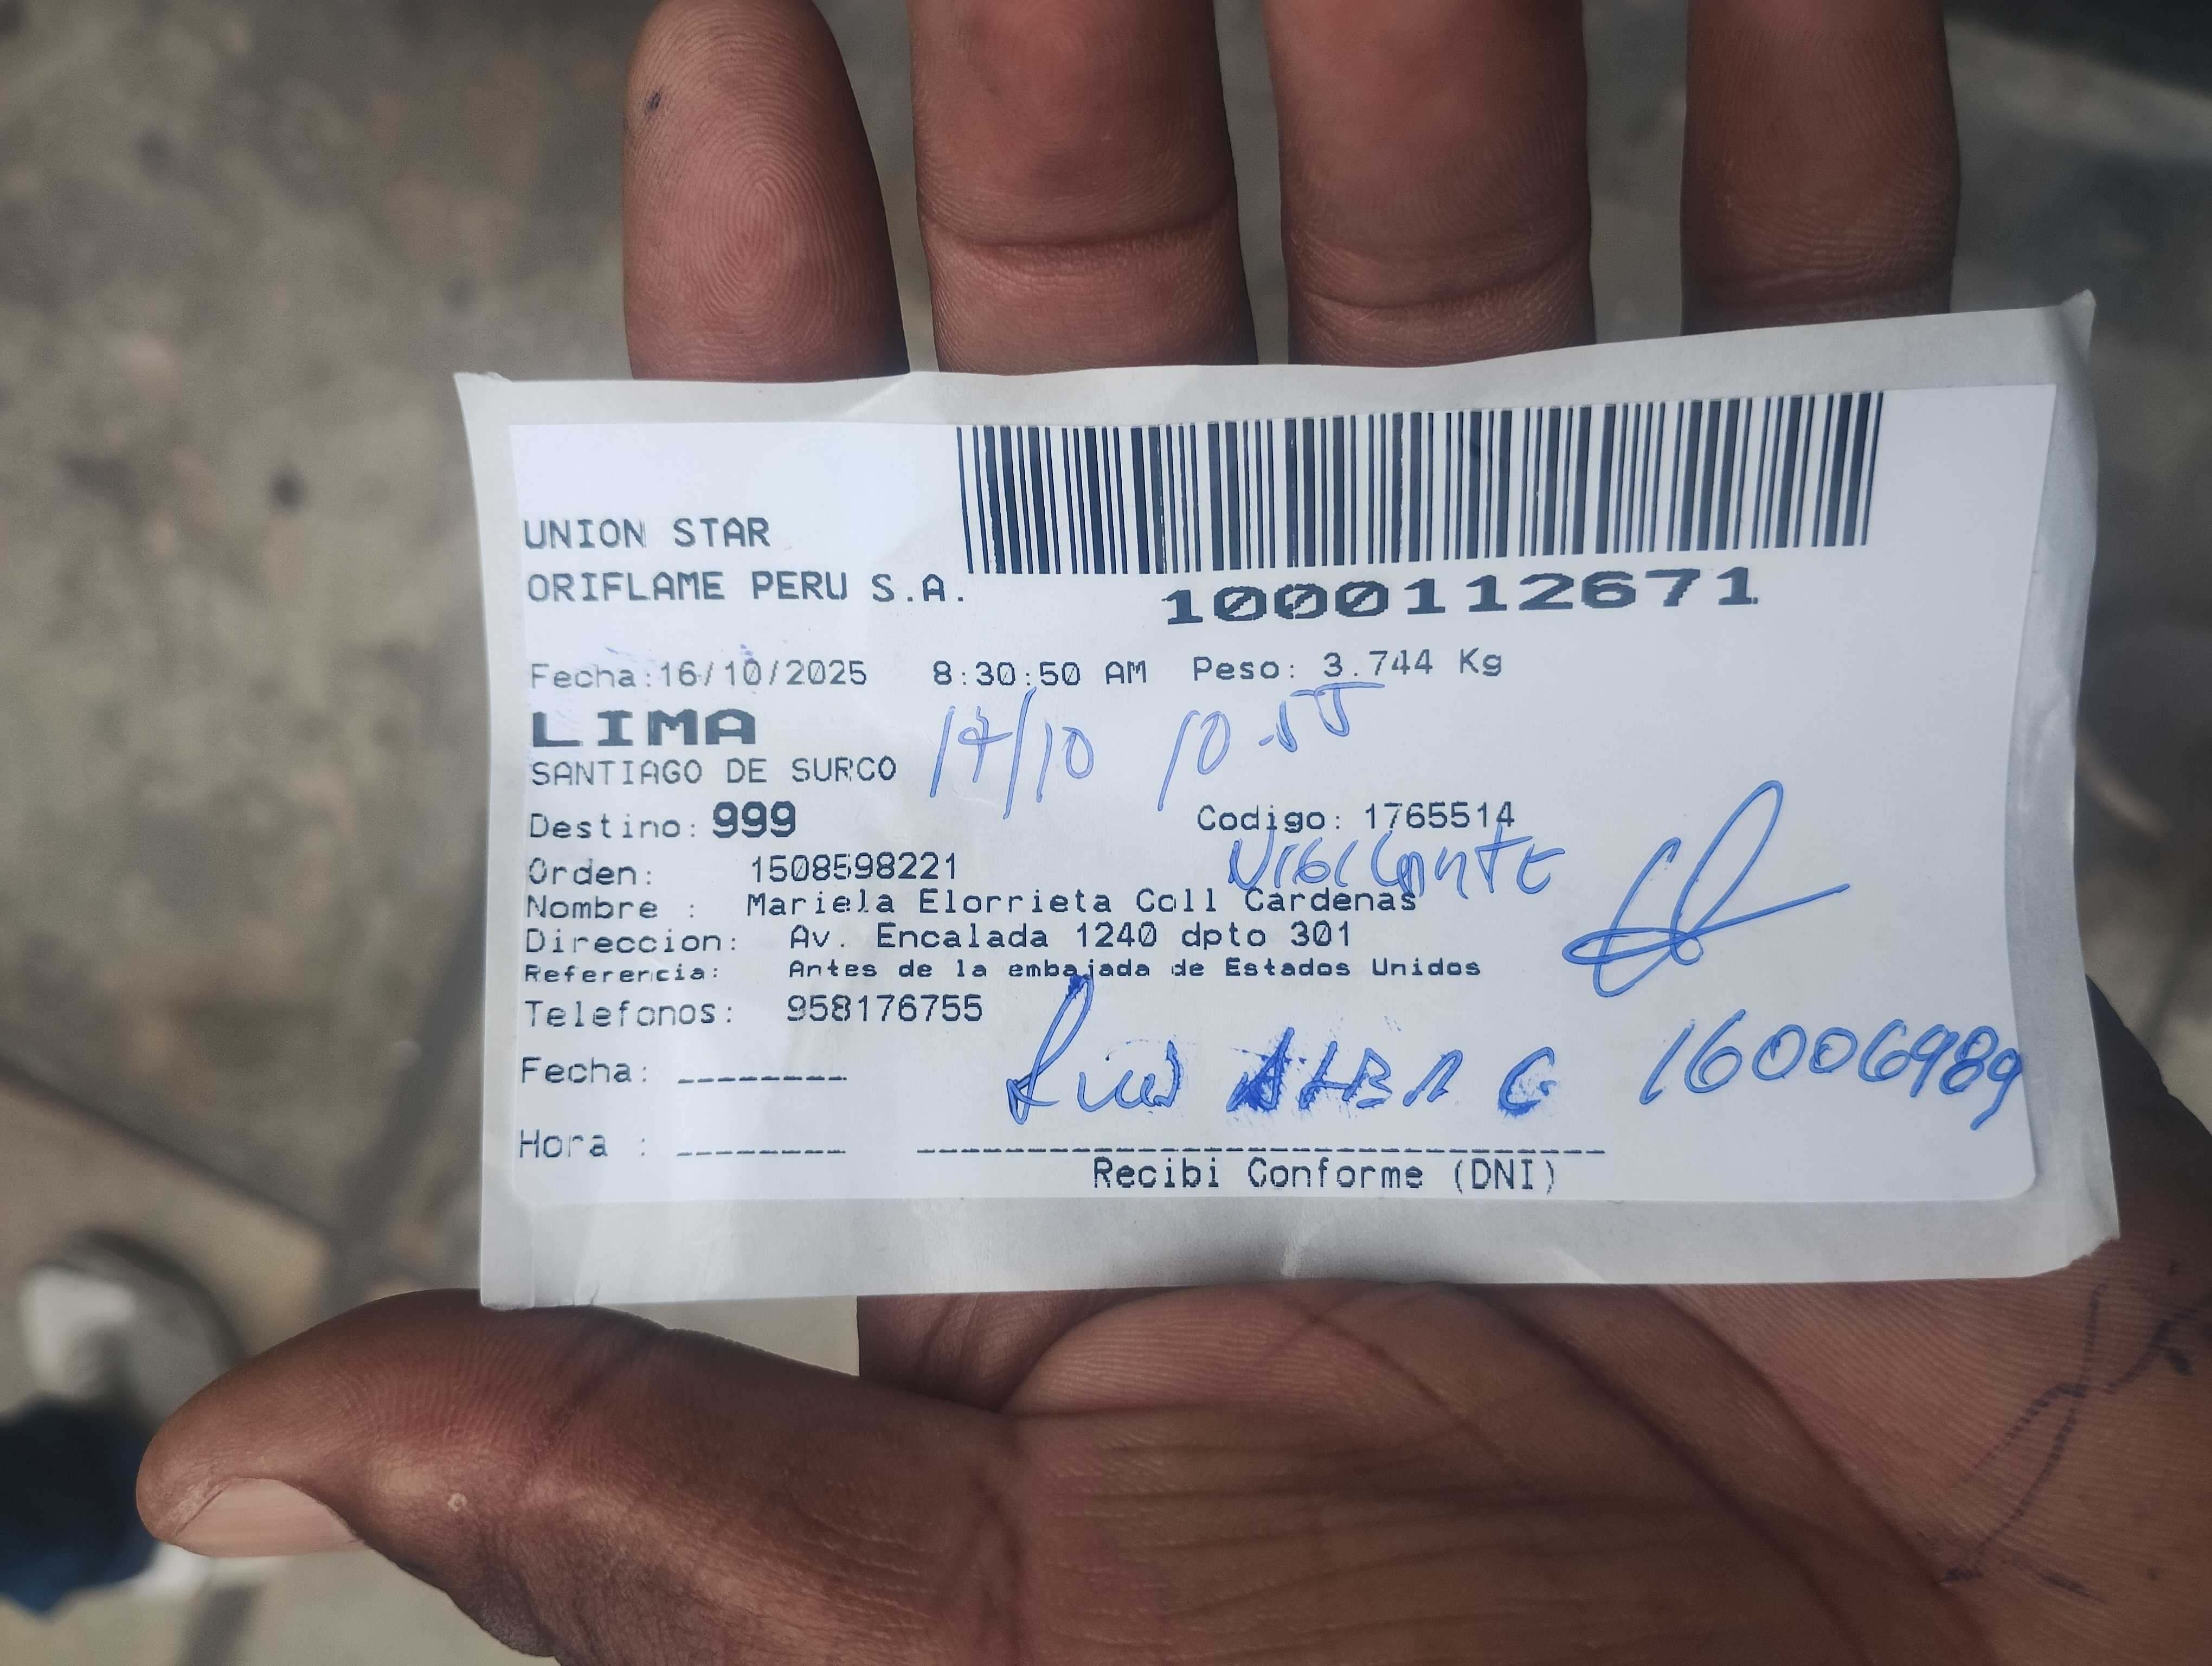 UNION STAR
ORIFLAME PERU S.A.
1000112671
Fecha:16/10/2025 8:30:50 AM Peso: 3.744 Kg
LIMA
17/10 10.55
SANTIAGO DE SURCO
Destino: 999 Codigo: 1765514
Vigilante
Orden: 1508598221
Nombre : Mariela Elorrieta Coll Cardenas
Direccion: Av. Encalada 1240 dpto 301
Referencia: Antes de la embajada de Estados Unidos
Telefonos: 958176755
Luis ALBA C 16006989
Fecha: --------
Hora : --------
Recibi Conforme (DNI)